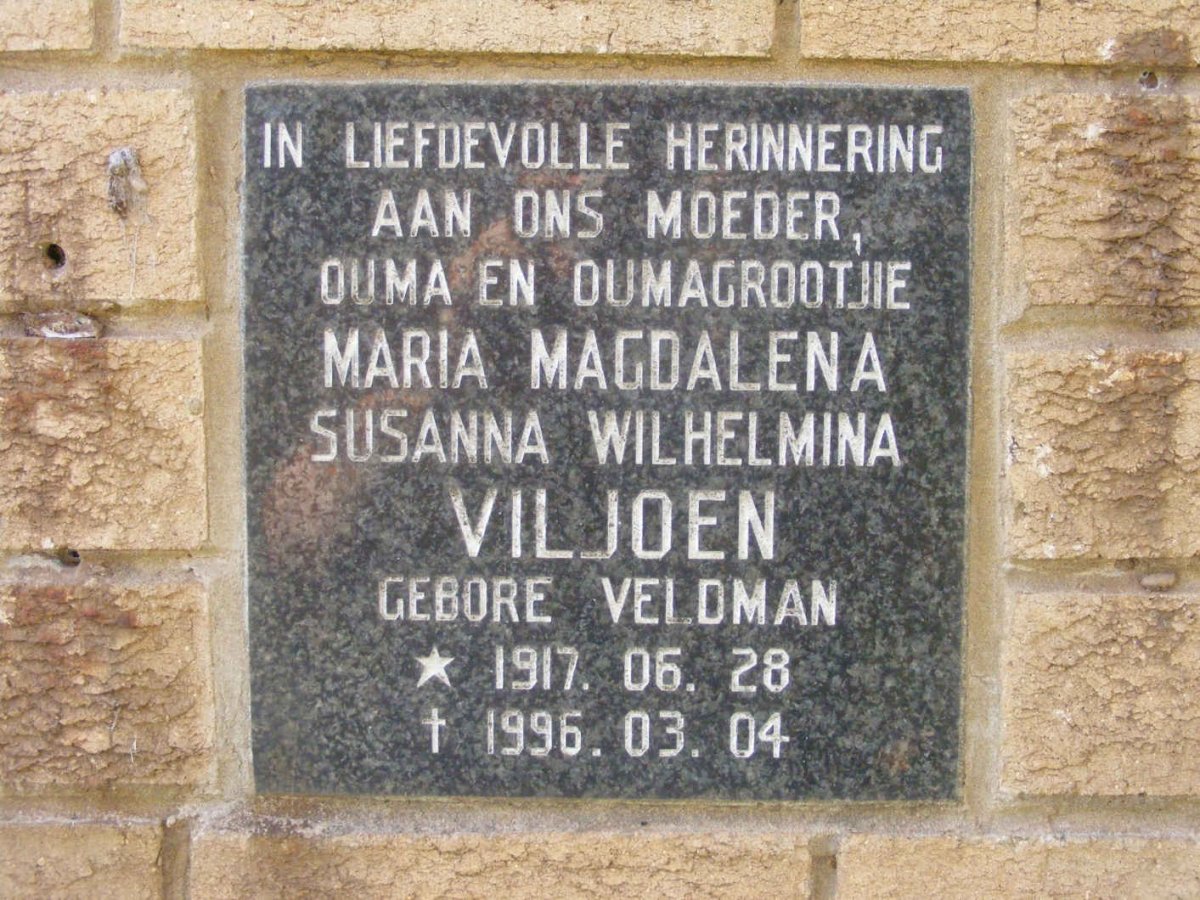 IN LIEFDEVOLLE HERINNERING
AAN ONS MOEDER,
OUMA EN OUMAGROOTJIE
MARIA MAGDALENA
SUSANNA WILHELMINA
VILJOEN
GEBORE VELDMAN
★ 1917. 06. 28
† 1996. 03. 04